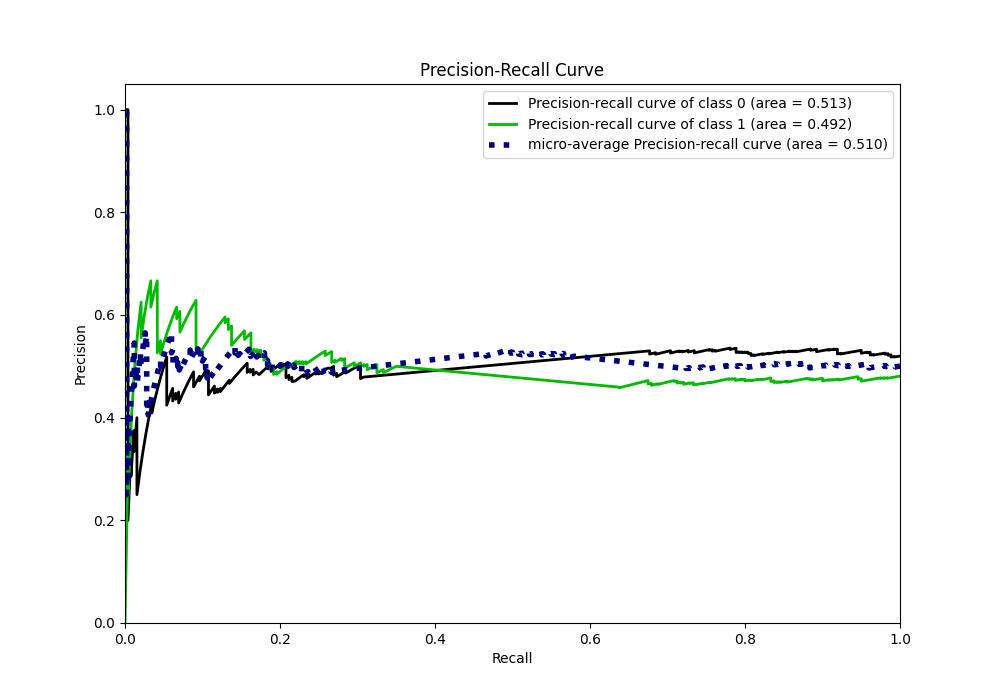 Precision-Recall Curve
Precision-recall curve of class 0 (area = 0.513)
Precision-recall curve of class 1 (area = 0.492)
micro-average Precision-recall curve (area = 0.510)
1.0
0.8
0.6
0.4
0.2
0.0
Precision
0.0 0.2 0.4 0.6 0.8 1.0
Recall